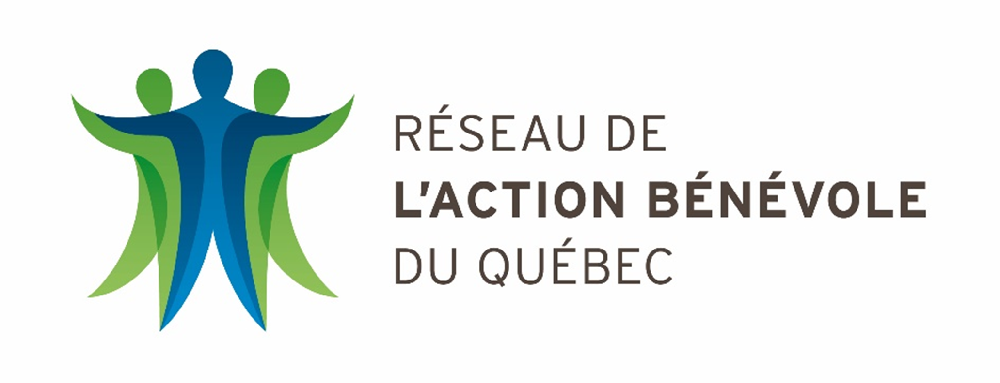 RÉSEAU DE
L'ACTION BÉNÉVOLE
DU QUÉBEC